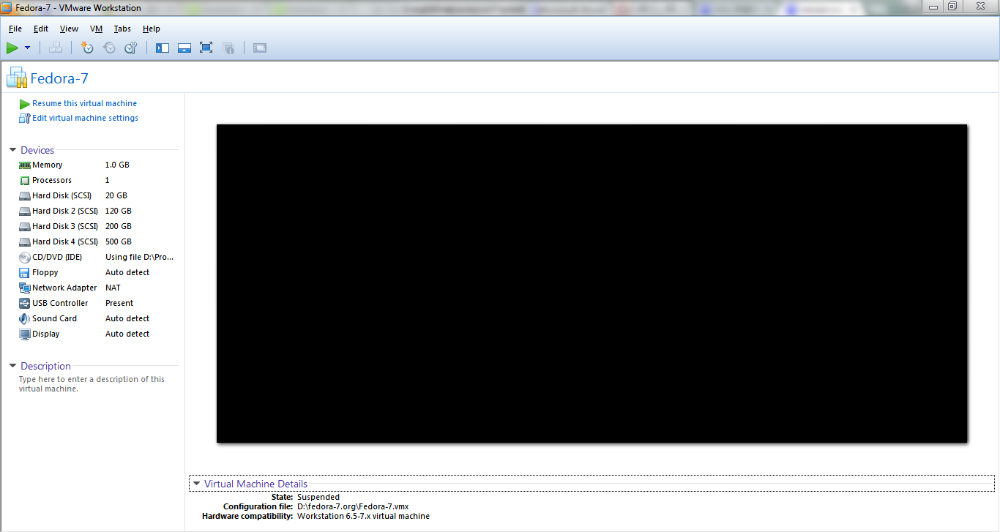 Fedora-7 - VMware Workstation
File Edit View VM Tabs Help
Fedora-7
Resume this virtual machine
Edit virtual machine settings
Devices
Memory 1.0 GB
Processors 1
Hard Disk (SCSI) 20 GB
Hard Disk 2 (SCSI) 120 GB
Hard Disk 3 (SCSI) 200 GB
Hard Disk 4 (SCSI) 500 GB
CD/DVD (IDE) Using file D:\Pro...
Floppy Auto detect
Network Adapter NAT
USB Controller Present
Sound Card Auto detect
Display Auto detect
Description
Type here to enter a description of this
virtual machine.
Virtual Machine Details
State: Suspended
Configuration file: D:\fedora-7.org\Fedora-7.vmx
Hardware compatibility: Workstation 6.5-7.x virtual machine